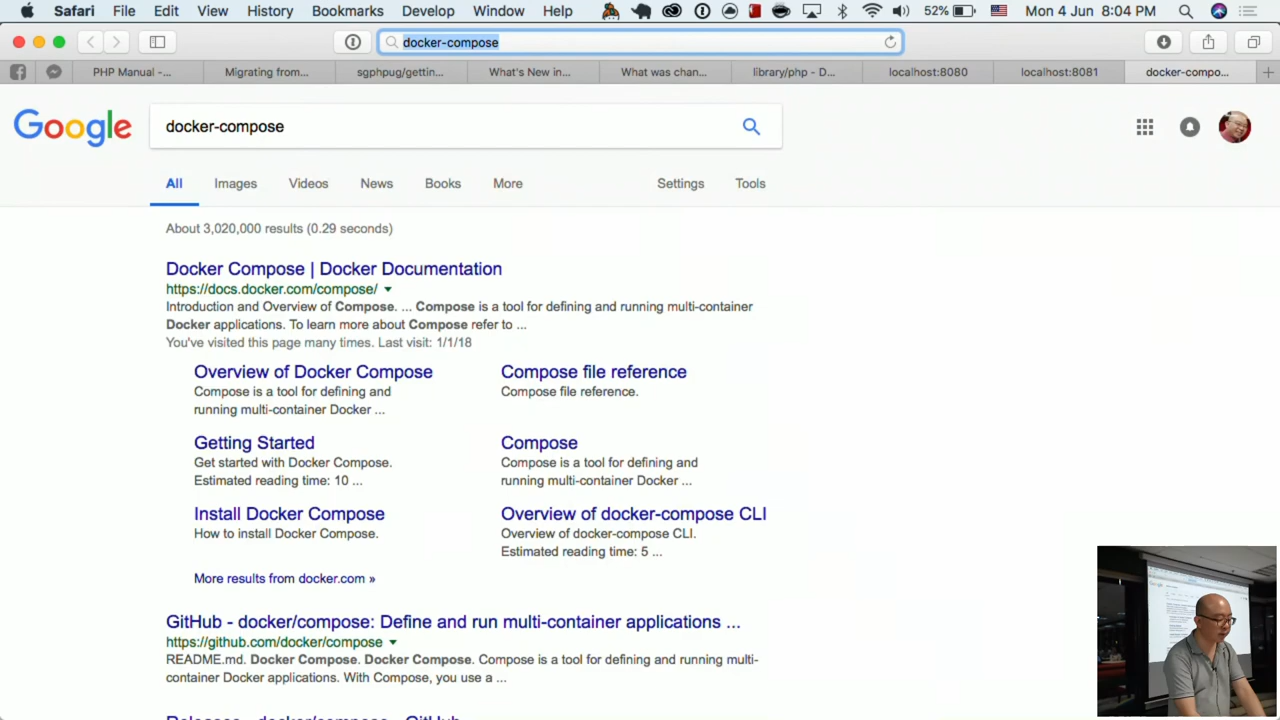 Safari File Edit View History Bookmarks Develop Window Help 52% Mon 4 Jun 8:04 PM
docker-compose
PHP Manual -... Migrating from... sgphpug/gettin... What's New in... What was chan... library/php - D... localhost:8080 localhost:8081 docker-compo...
Google docker-compose
All Images Videos News Books More Settings Tools
About 3,020,000 results (0.29 seconds)
Docker Compose | Docker Documentation
https://docs.docker.com/compose/
Introduction and Overview of Compose. ... Compose is a tool for defining and running multi-container
Docker applications. To learn more about Compose refer to ...
You've visited this page many times. Last visit: 1/1/18
Overview of Docker Compose
Compose is a tool for defining and
running multi-container Docker ...
Compose file reference
Compose file reference.
Getting Started
Get started with Docker Compose.
Estimated reading time: 10 ...
Compose
Compose is a tool for defining and
running multi-container Docker ...
Install Docker Compose
How to install Docker Compose.
Overview of docker-compose CLI
Overview of docker-compose CLI.
Estimated reading time: 5 ...
More results from docker.com »
GitHub - docker/compose: Define and run multi-container applications ...
https://github.com/docker/compose
README.md. Docker Compose. Docker Compose. Compose is a tool for defining and running multi-
container Docker applications. With Compose, you use a ...
Releases · docker/compose · GitHub